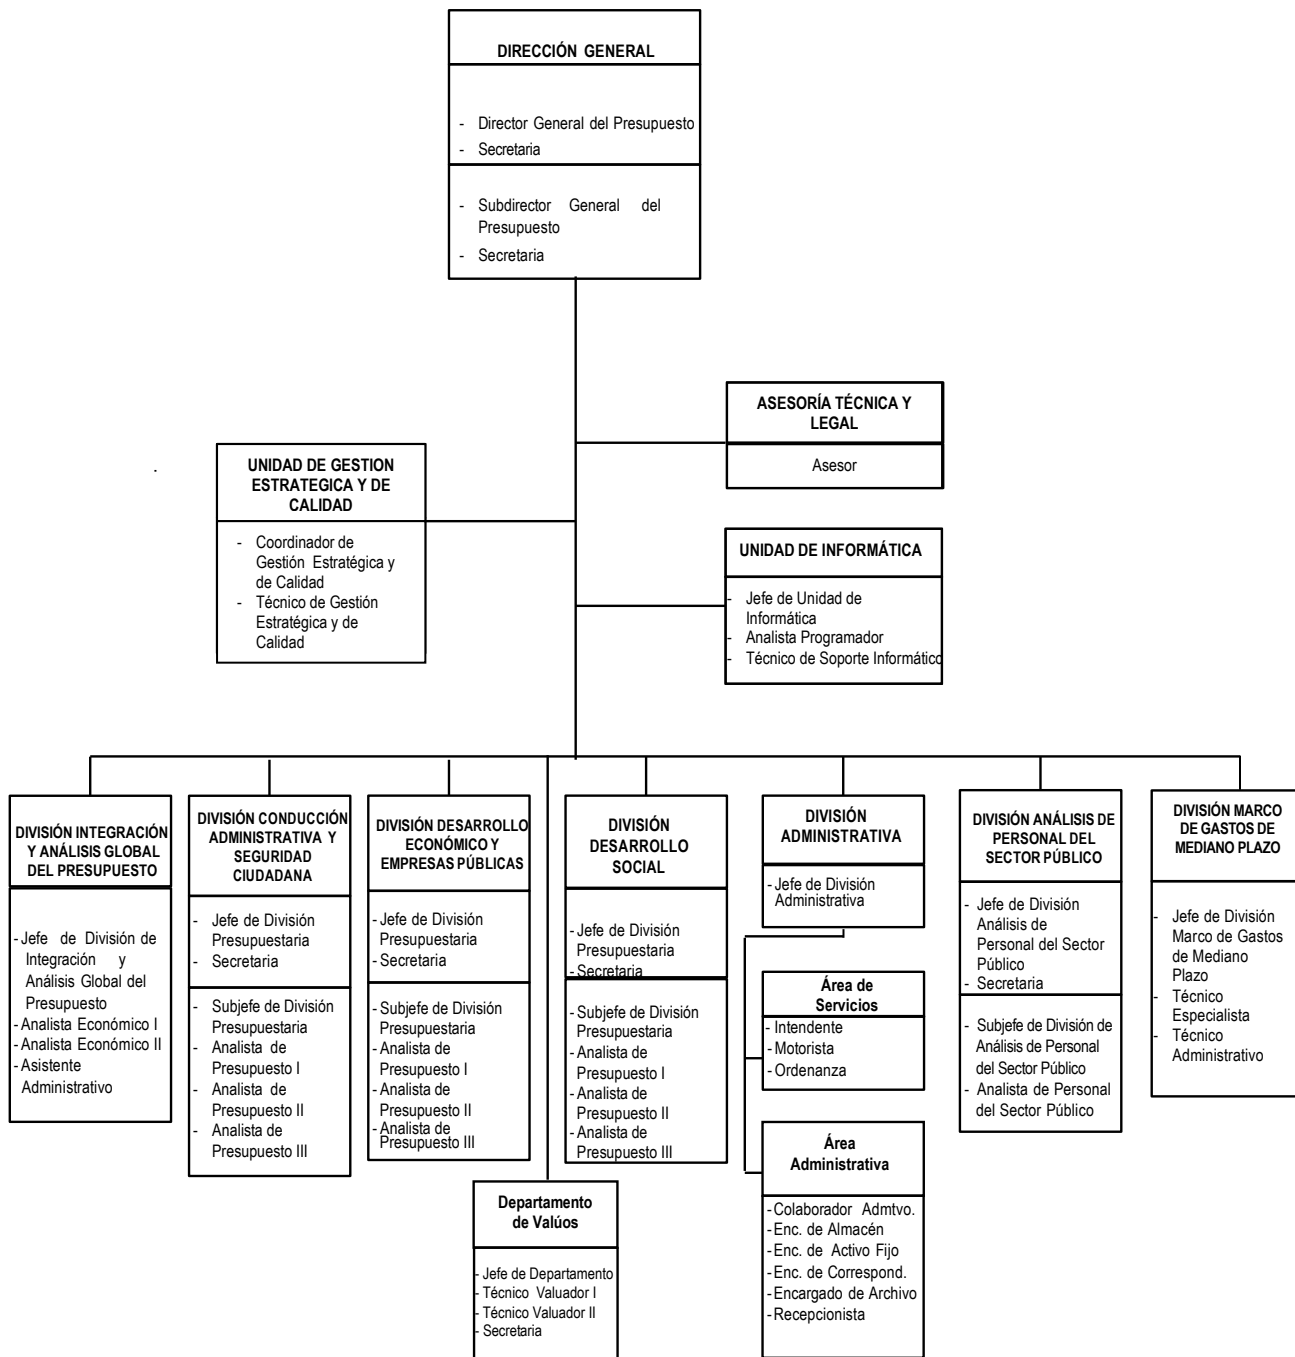 DIRECCIÓN GENERAL
- Director General del Presupuesto
- Secretaria
- Subdirector General del
Presupuesto
- Secretaria
ASESORÍA TÉCNICA Y
LEGAL
Asesor
UNIDAD DE GESTION
ESTRATEGICA Y DE
CALIDAD
- Coordinador de
Gestión Estratégica y
de Calidad
- Técnico de Gestión
Estratégica y de
Calidad
UNIDAD DE INFORMÁTICA
- Jefe de Unidad de
Informática
- Analista Programador
- Técnico de Soporte Informático
DIVISIÓN INTEGRACIÓN
Y ANÁLISIS GLOBAL
DEL PRESUPUESTO
- Jefe de División de
Integración y
Análisis Global del
Presupuesto
- Analista Económico I
- Analista Económico II
- Asistente
Administrativo
DIVISIÓN CONDUCCIÓN
ADMINISTRATIVA Y
SEGURIDAD
CIUDADANA
- Jefe de División
Presupuestaria
- Secretaria
- Subjefe de División
Presupuestaria
- Analista de
Presupuesto I
- Analista de
Presupuesto II
- Analista de
Presupuesto III
DIVISIÓN DESARROLLO
ECONÓMICO Y
EMPRESAS PÚBLICAS
- Jefe de División
Presupuestaria
- Secretaria
- Subjefe de División
Presupuestaria
- Analista de
Presupuesto I
- Analista de
Presupuesto II
- Analista de
Presupuesto III
Departamento
de Valúos
- Jefe de Departamento
- Técnico Valuador I
- Técnico Valuador II
- Secretaria
DIVISIÓN
DESARROLLO
SOCIAL
- Jefe de División
Presupuestaria
- Secretaria
- Subjefe de División
Presupuestaria
- Analista de
Presupuesto I
- Analista de
Presupuesto II
- Analista de
Presupuesto III
DIVISIÓN
ADMINISTRATIVA
- Jefe de División
Administrativa
Área de
Servicios
- Intendente
- Motorista
- Ordenanza
Área
Administrativa
- Colaborador Admtvo.
- Enc. de Almacén
- Enc. de Activo Fijo
- Enc. de Correspond.
- Encargado de Archivo
- Recepcionista
DIVISIÓN ANÁLISIS DE
PERSONAL DEL
SECTOR PÚBLICO
- Jefe de División
Análisis de
Personal del Sector
Público
- Secretaria
- Subjefe de División de
Análisis de Personal
del Sector Público
- Analista de Personal
del Sector Público
DIVISIÓN MARCO
DE GASTOS DE
MEDIANO PLAZO
- Jefe de División
Marco de Gastos
de Mediano
Plazo
- Técnico
Especialista
- Técnico
Administrativo